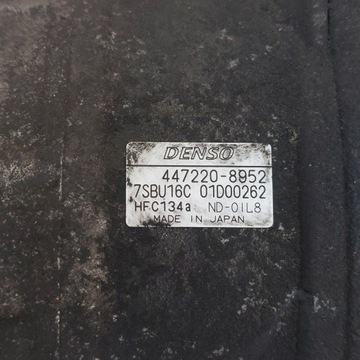 DENSO
447220-8952
7SBU16C 01D00262
HFC134a ND-OIL8
MADE IN JAPAN